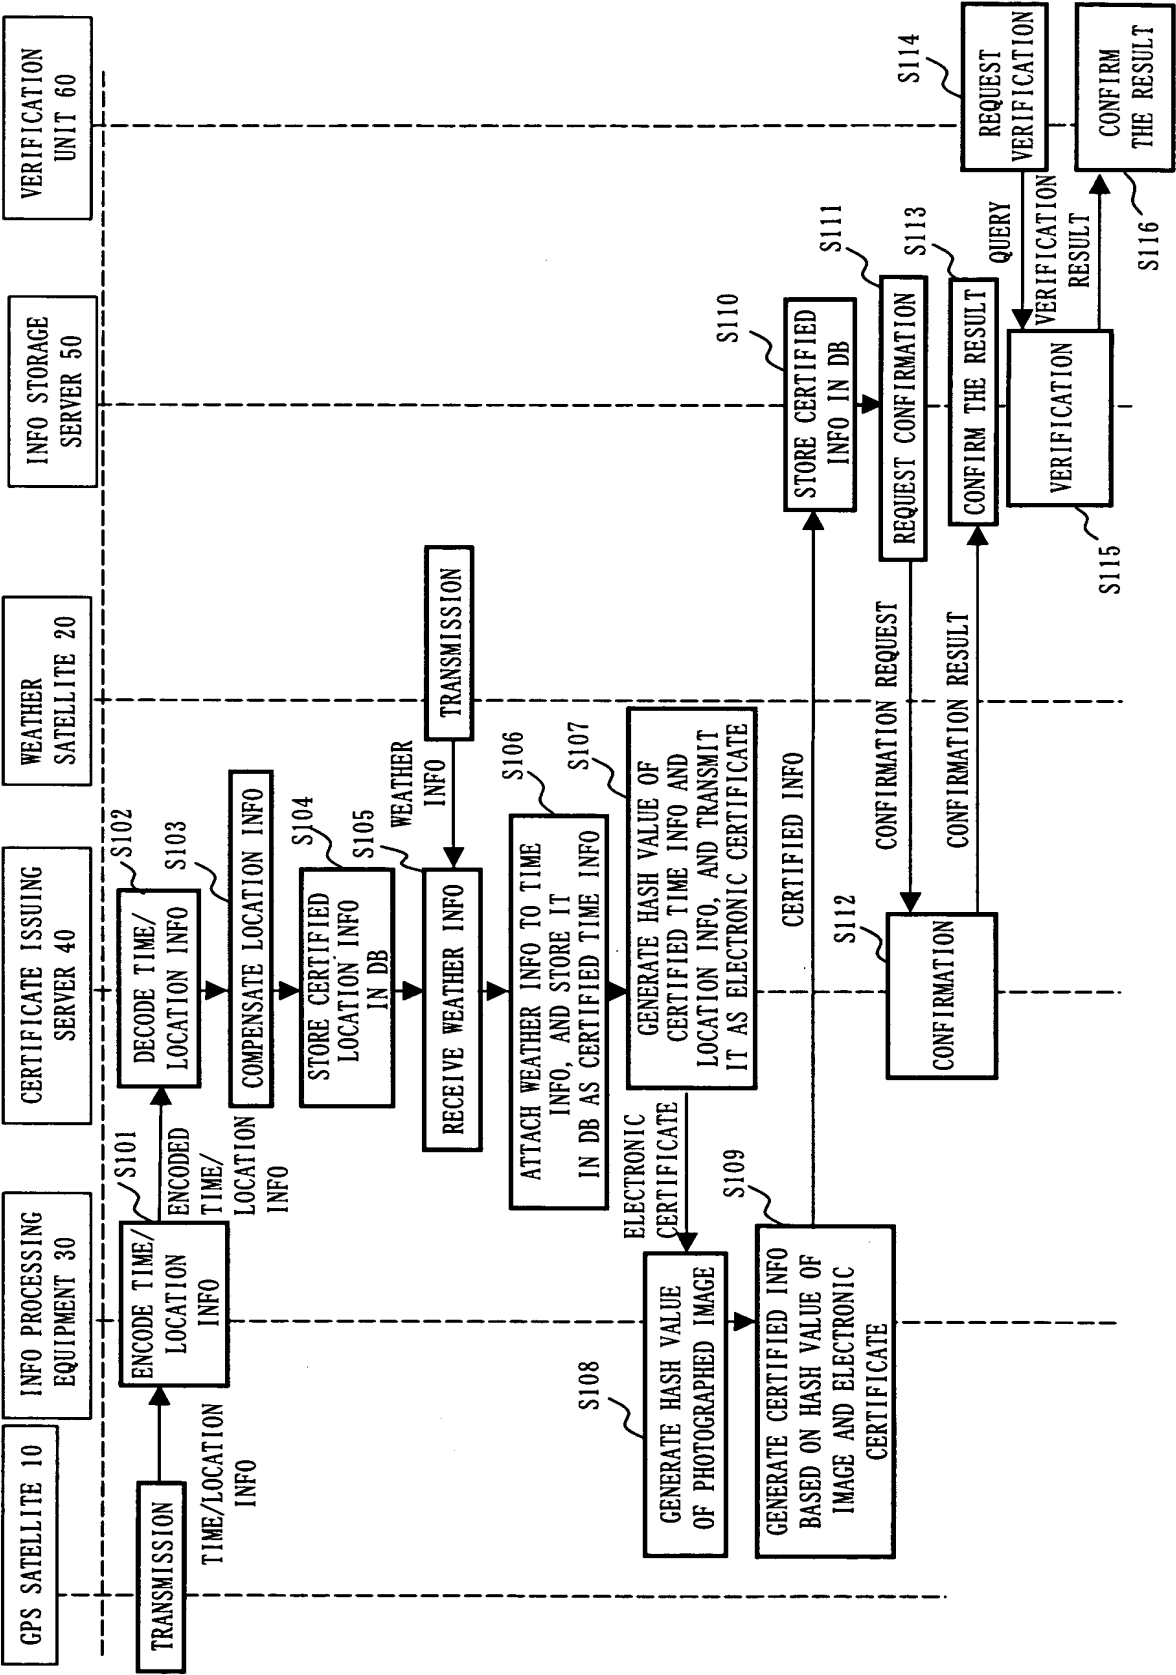 GPS SATELLITE 10
INFO PROCESSING
EQUIPMENT 30
CERTIFICATE ISSUING
SERVER 40
WEATHER
SATELLITE 20
INFO STORAGE
SERVER 50
VERIFICATION
UNIT 60
TRANSMISSION
TIME/LOCATION
INFO
S101
ENCODE TIME/
LOCATION
INFO
ENCODED
TIME/
LOCATION
INFO
S102
DECODE TIME/
LOCATION INFO
S103
COMPENSATE LOCATION INFO
S104
STORE CERTIFIED
LOCATION INFO
IN DB
S105
RECEIVE WEATHER INFO
WEATHER
INFO
TRANSMISSION
S106
ATTACH WEATHER INFO TO TIME
INFO, AND STORE IT
IN DB AS CERTIFIED TIME INFO
S107
GENERATE HASH VALUE OF
CERTIFIED TIME INFO AND
LOCATION INFO, AND TRANSMIT
IT AS ELECTRONIC CERTIFICATE
ELECTRONIC
CERTIFICATE
S108
GENERATE HASH VALUE
OF PHOTOGRAPHED IMAGE
S109
GENERATE CERTIFIED INFO
BASED ON HASH VALUE OF
IMAGE AND ELECTRONIC
CERTIFICATE
CERTIFIED INFO
S110
STORE CERTIFIED
INFO IN DB
S111
REQUEST CONFIRMATION
CONFIRMATION REQUEST
S112
CONFIRMATION
CONFIRMATION RESULT
S113
CONFIRM THE RESULT
S114
REQUEST
VERIFICATION
QUERY
S115
VERIFICATION
VERIFICATION
RESULT
S116
CONFIRM
THE RESULT